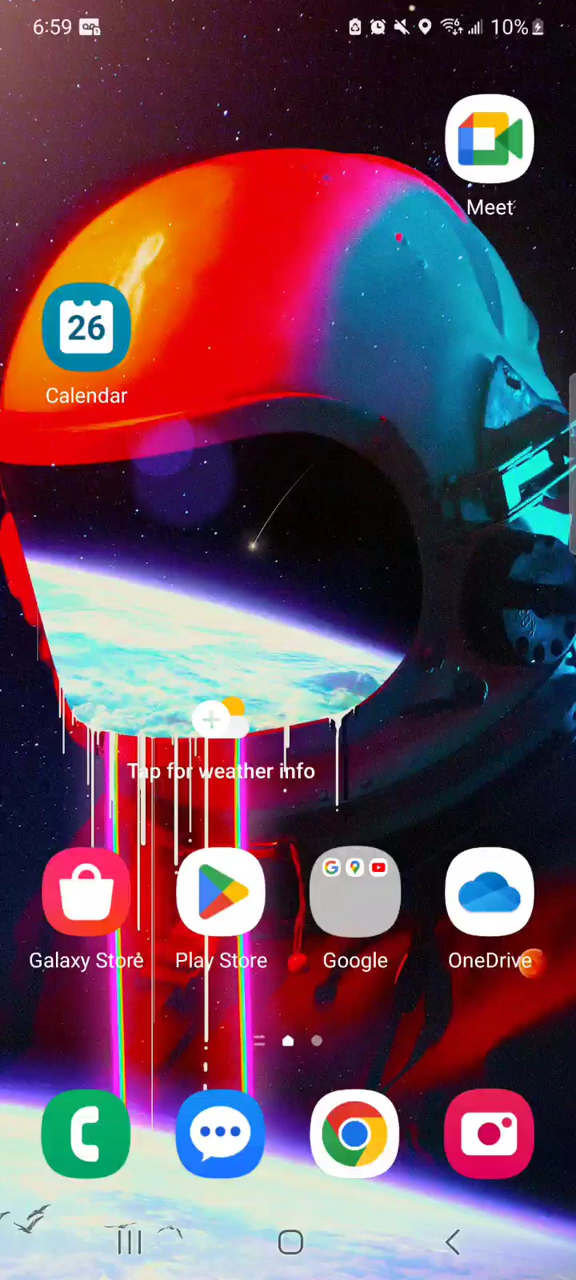 6:59
10%
Meet
26
Calendar
Tap for weather info
Galaxy Store
Play Store
Google
OneDrive